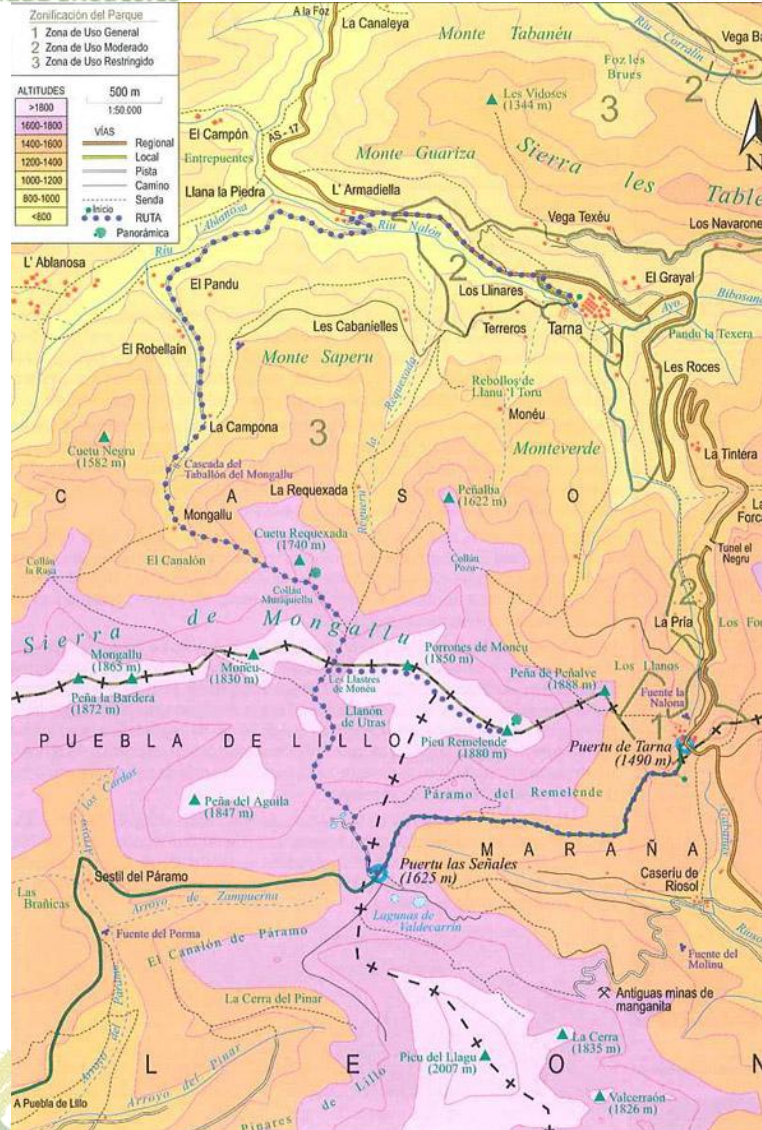 Zonificación del Parque
1 Zona de Uso General
2 Zona de Uso Moderado
3 Zona de Uso Restringido
ALTITUDES
>1800
1600-1800
1400-1600
1200-1400
1000-1200
800-1000
<800
500 m
1:50.000
VÍAS
Regional
Local
Pista
Camino
Senda
Inicio
RUTA
Panorámica
A la Foz
La Canaleya
Monte Tabanéu
Riu Corralín
Foz les
Brues
2
Les Vidoses
(1344 m)
3
N
El Campón
AS - 17
Entrepuentes
Monte Guariza
Sierra les
Llana la Piedra
L' Armadiella
L'Ablanosa
Riu
Riu Nalón
Vega Texéu
L' Ablanosa
El Pandu
2
Los Llinares
El Grayal
Ayo.
Les Cabanielles
Terreros
Tarna
1
Pandu la Texera
El Robellaín
Monte Saperu
Les Roces
Rebollos de
Llanu 'l Toru
Monéu
La Campona
3
Monteverde
Cuetu Negru
(1582 m)
La Tintera
Cascada del
Taballón del Mongallu
C A S O
La Requexada
Regueru la Requexada
Peñalba
(1622 m)
Mongallu
Cuetu Requexada
(1740 m)
Tunel el
Negru
El Canalón
Collán
la Rasa
Collán
Pozu
Colláu
Muriquiellu
2
La Pría
Sierra de Mongallu
Mongallu
(1865 m)
Monéu
(1830 m)
Porrones de Monéu
(1850 m)
Los Llanos
Peña de Peñalve
(1888 m)
Fuente la
Nalona
Peña la Bardera
(1872 m)
Les Llastres
de Monéu
Llanón
de Utras
1
PUEBLA DE LILLO
Picu Remelende
(1880 m)
Puertu de Tarna
(1490 m)
Arroyo los Cardos
Peña del Aguila
(1847 m)
Páramo del Remelende
MARAÑA
Sestil del Páramo
Puertu las Señales
(1625 m)
Caseríu de
Riosol
Las
Brañicas
Arroyo de Zampuerna
Lagunas de
Valdecarrín
Fuente del Porma
El Canalón de Páramo
Fuente del
Molinu
La Cerra del Pinar
Antiguas minas de
manganita
Arroyo del Páramo
La Cerra
(1835 m)
L E O N
Picu del Llagu
(2007 m)
Arroyo del Pinar
Valcerraón
(1826 m)
A Puebla de Lillo
Pinares de Lillo